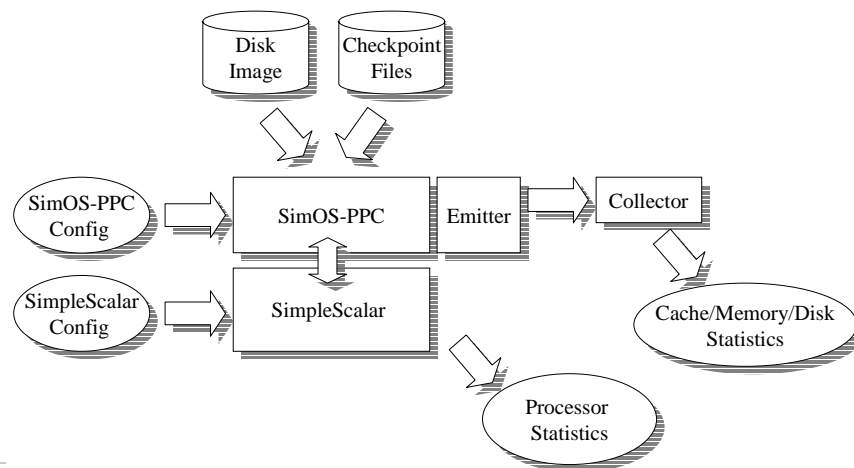 Disk
Image
Checkpoint
Files
SimOS-PPC
Config
SimOS-PPC
Emitter
Collector
SimpleScalar
Config
SimpleScalar
Cache/Memory/Disk
Statistics
Processor
Statistics